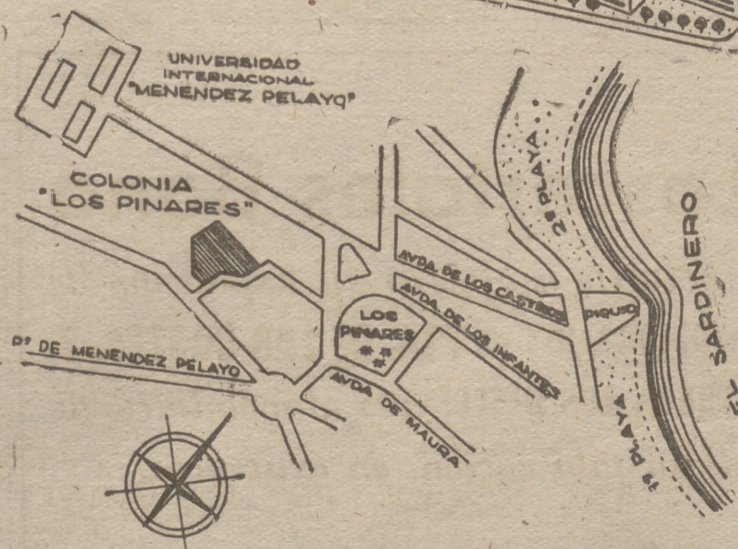 UNIVERSIDAD
INTERNACIONAL
"MENENDEZ PELAYO"
COLONIA
"LOS PINARES"
2ª PLAYA
EL SARDINERO
AVDA. DE LOS CASTROS
PIQUIO
AVDA. DE LOS INFANTES
LOS
PINARES
Pº DE MENENDEZ PELAYO
AVDA DE MAURA
1ª PLAYA